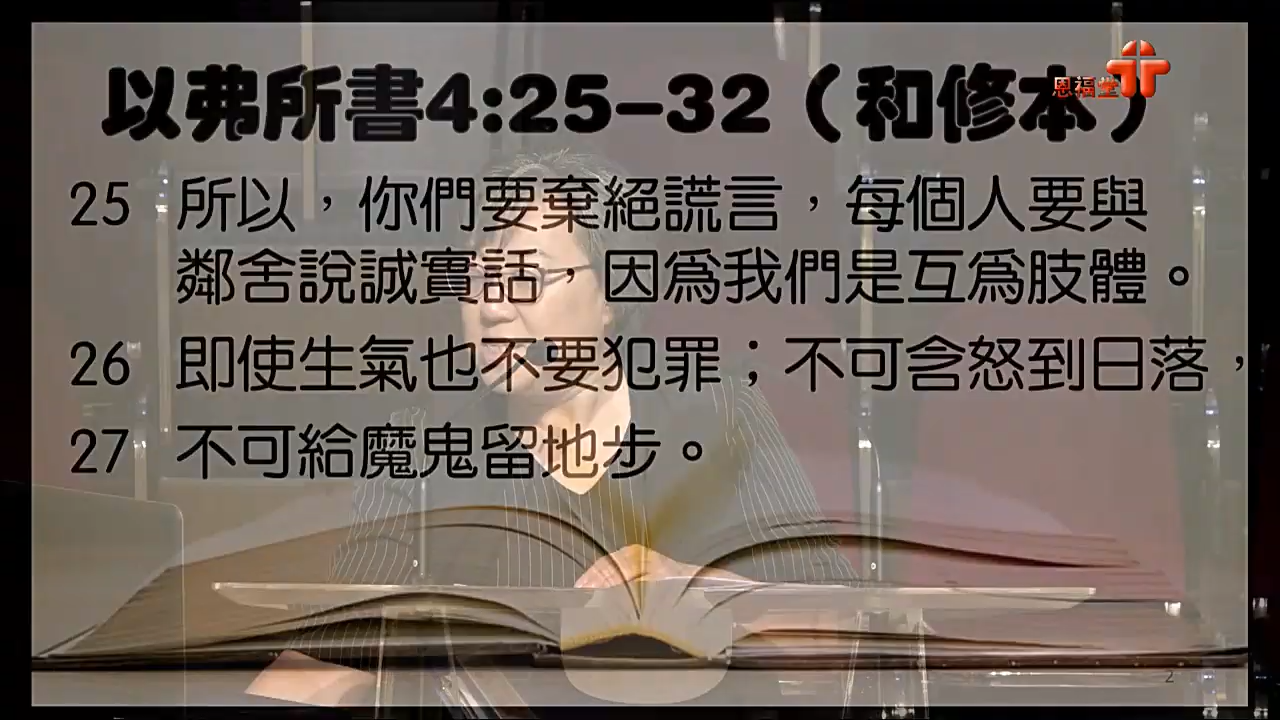 恩福堂
以弗所書4:25-32（和修本）
25 所以，你們要棄絕謊言，每個人要與
鄰舍說誠實話，因為我們是互為肢體。
26 即使生氣也不要犯罪；不可含怒到日落，
27 不可給魔鬼留地步。
2